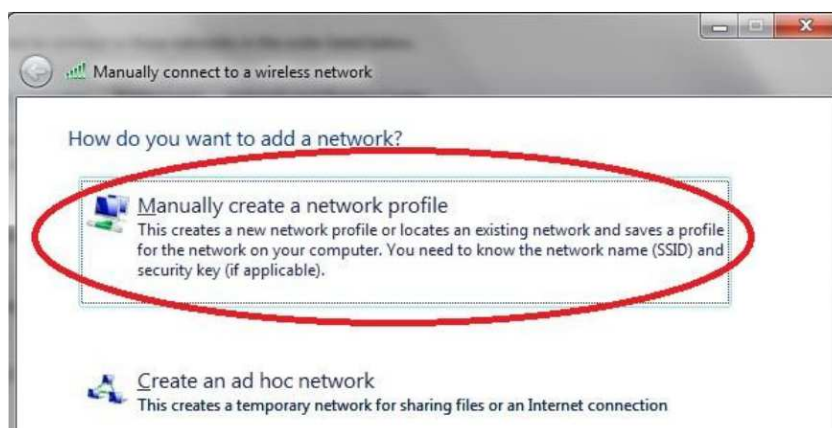 Manually connect to a wireless network
How do you want to add a network?
Manually create a network profile
This creates a new network profile or locates an existing network and saves a profile
for the network on your computer. You need to know the network name (SSID) and
security key (if applicable).
Create an ad hoc network
This creates a temporary network for sharing files or an Internet connection